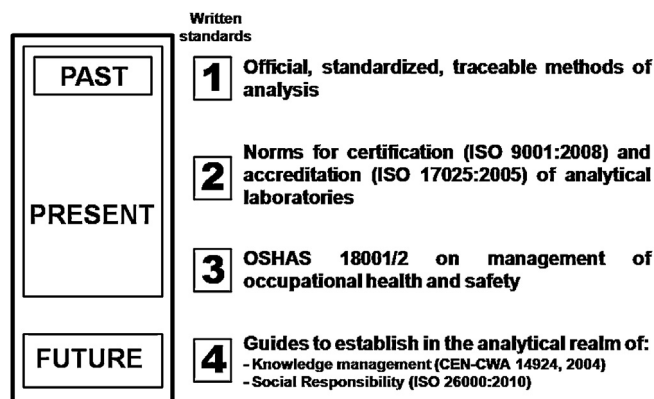 Written
standards
PAST
1
Official, standardized, traceable methods of
analysis
PRESENT
2
Norms for certification (ISO 9001:2008) and
accreditation (ISO 17025:2005) of analytical
laboratories
3
OSHAS 18001/2 on management of
occupational health and safety
FUTURE
4
Guides to establish in the analytical realm of:
- Knowledge management (CEN-CWA 14924, 2004)
- Social Responsibility (ISO 26000:2010)